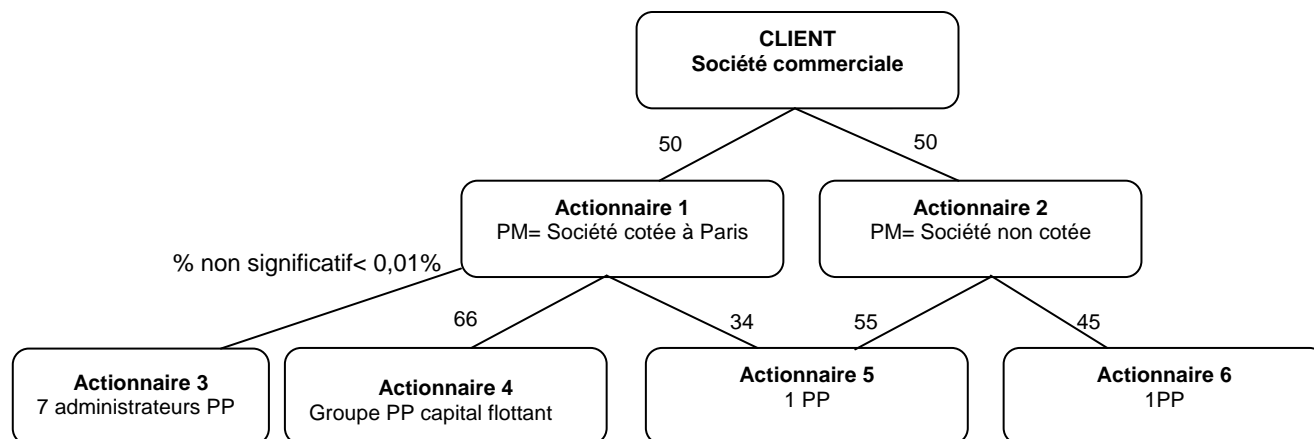 CLIENT
Société commerciale
50
50
Actionnaire 1
PM= Société cotée à Paris
Actionnaire 2
PM= Société non cotée
% non significatif< 0,01%
66
34
55
45
Actionnaire 3
7 administrateurs PP
Actionnaire 4
Groupe PP capital flottant
Actionnaire 5
1 PP
Actionnaire 6
1PP